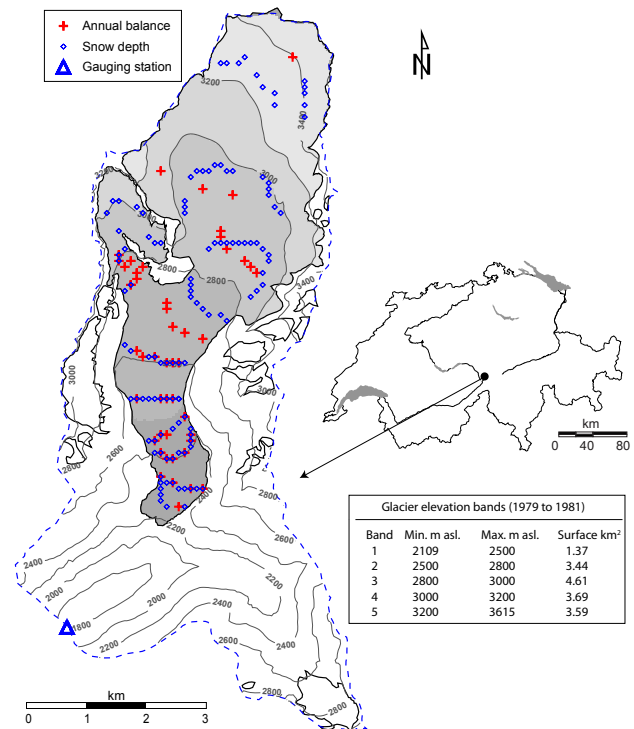 Annual balance
Snow depth
Gauging station
N
3200
3400
3200
3000
3000
2800
2800
3400
3000
3000
2800
2600
2400
2800
2200
2600
2400
2200
2000
2000
2400
1800
2200
2400
2600
2800
2800
km
0 1 2 3
km
0 40 80
Glacier elevation bands (1979 to 1981)
Band Min. m asl. Max. m asl. Surface km²
1 2109 2500 1.37
2 2500 2800 3.44
3 2800 3000 4.61
4 3000 3200 3.69
5 3200 3615 3.59